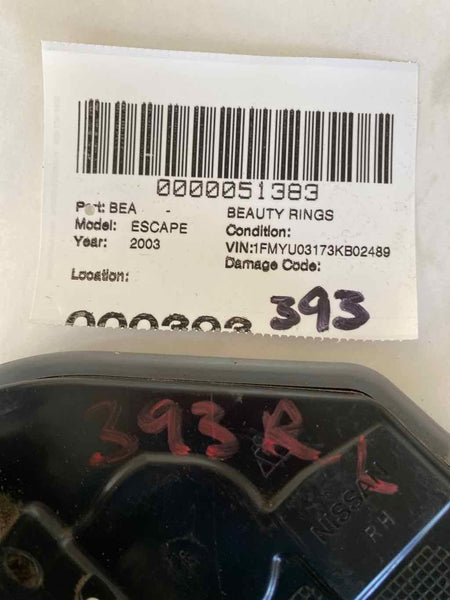 0000051383
Part: BEA - BEAUTY RINGS
Model: ESCAPE Condition:
Year: 2003 VIN:1FMYU03173KB02489
Damage Code:
Location:
000393 393
393R
NISSAN
RH